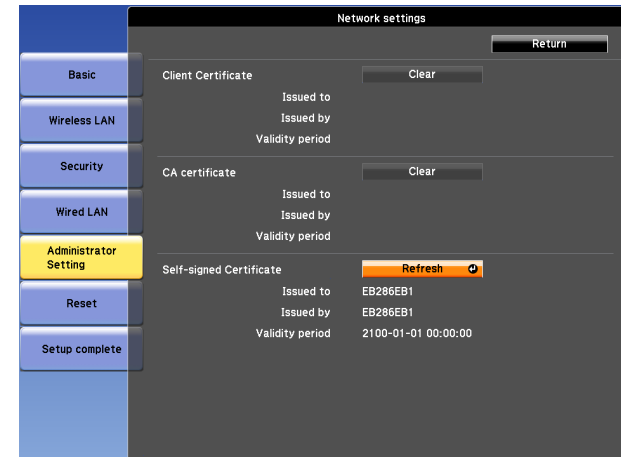 Network settings
Return
Basic
Wireless LAN
Security
Wired LAN
Administrator
Setting
Reset
Setup complete
Client Certificate Clear
Issued to
Issued by
Validity period
CA certificate Clear
Issued to
Issued by
Validity period
Self-signed Certificate Refresh
Issued to EB286EB1
Issued by EB286EB1
Validity period 2100-01-01 00:00:00